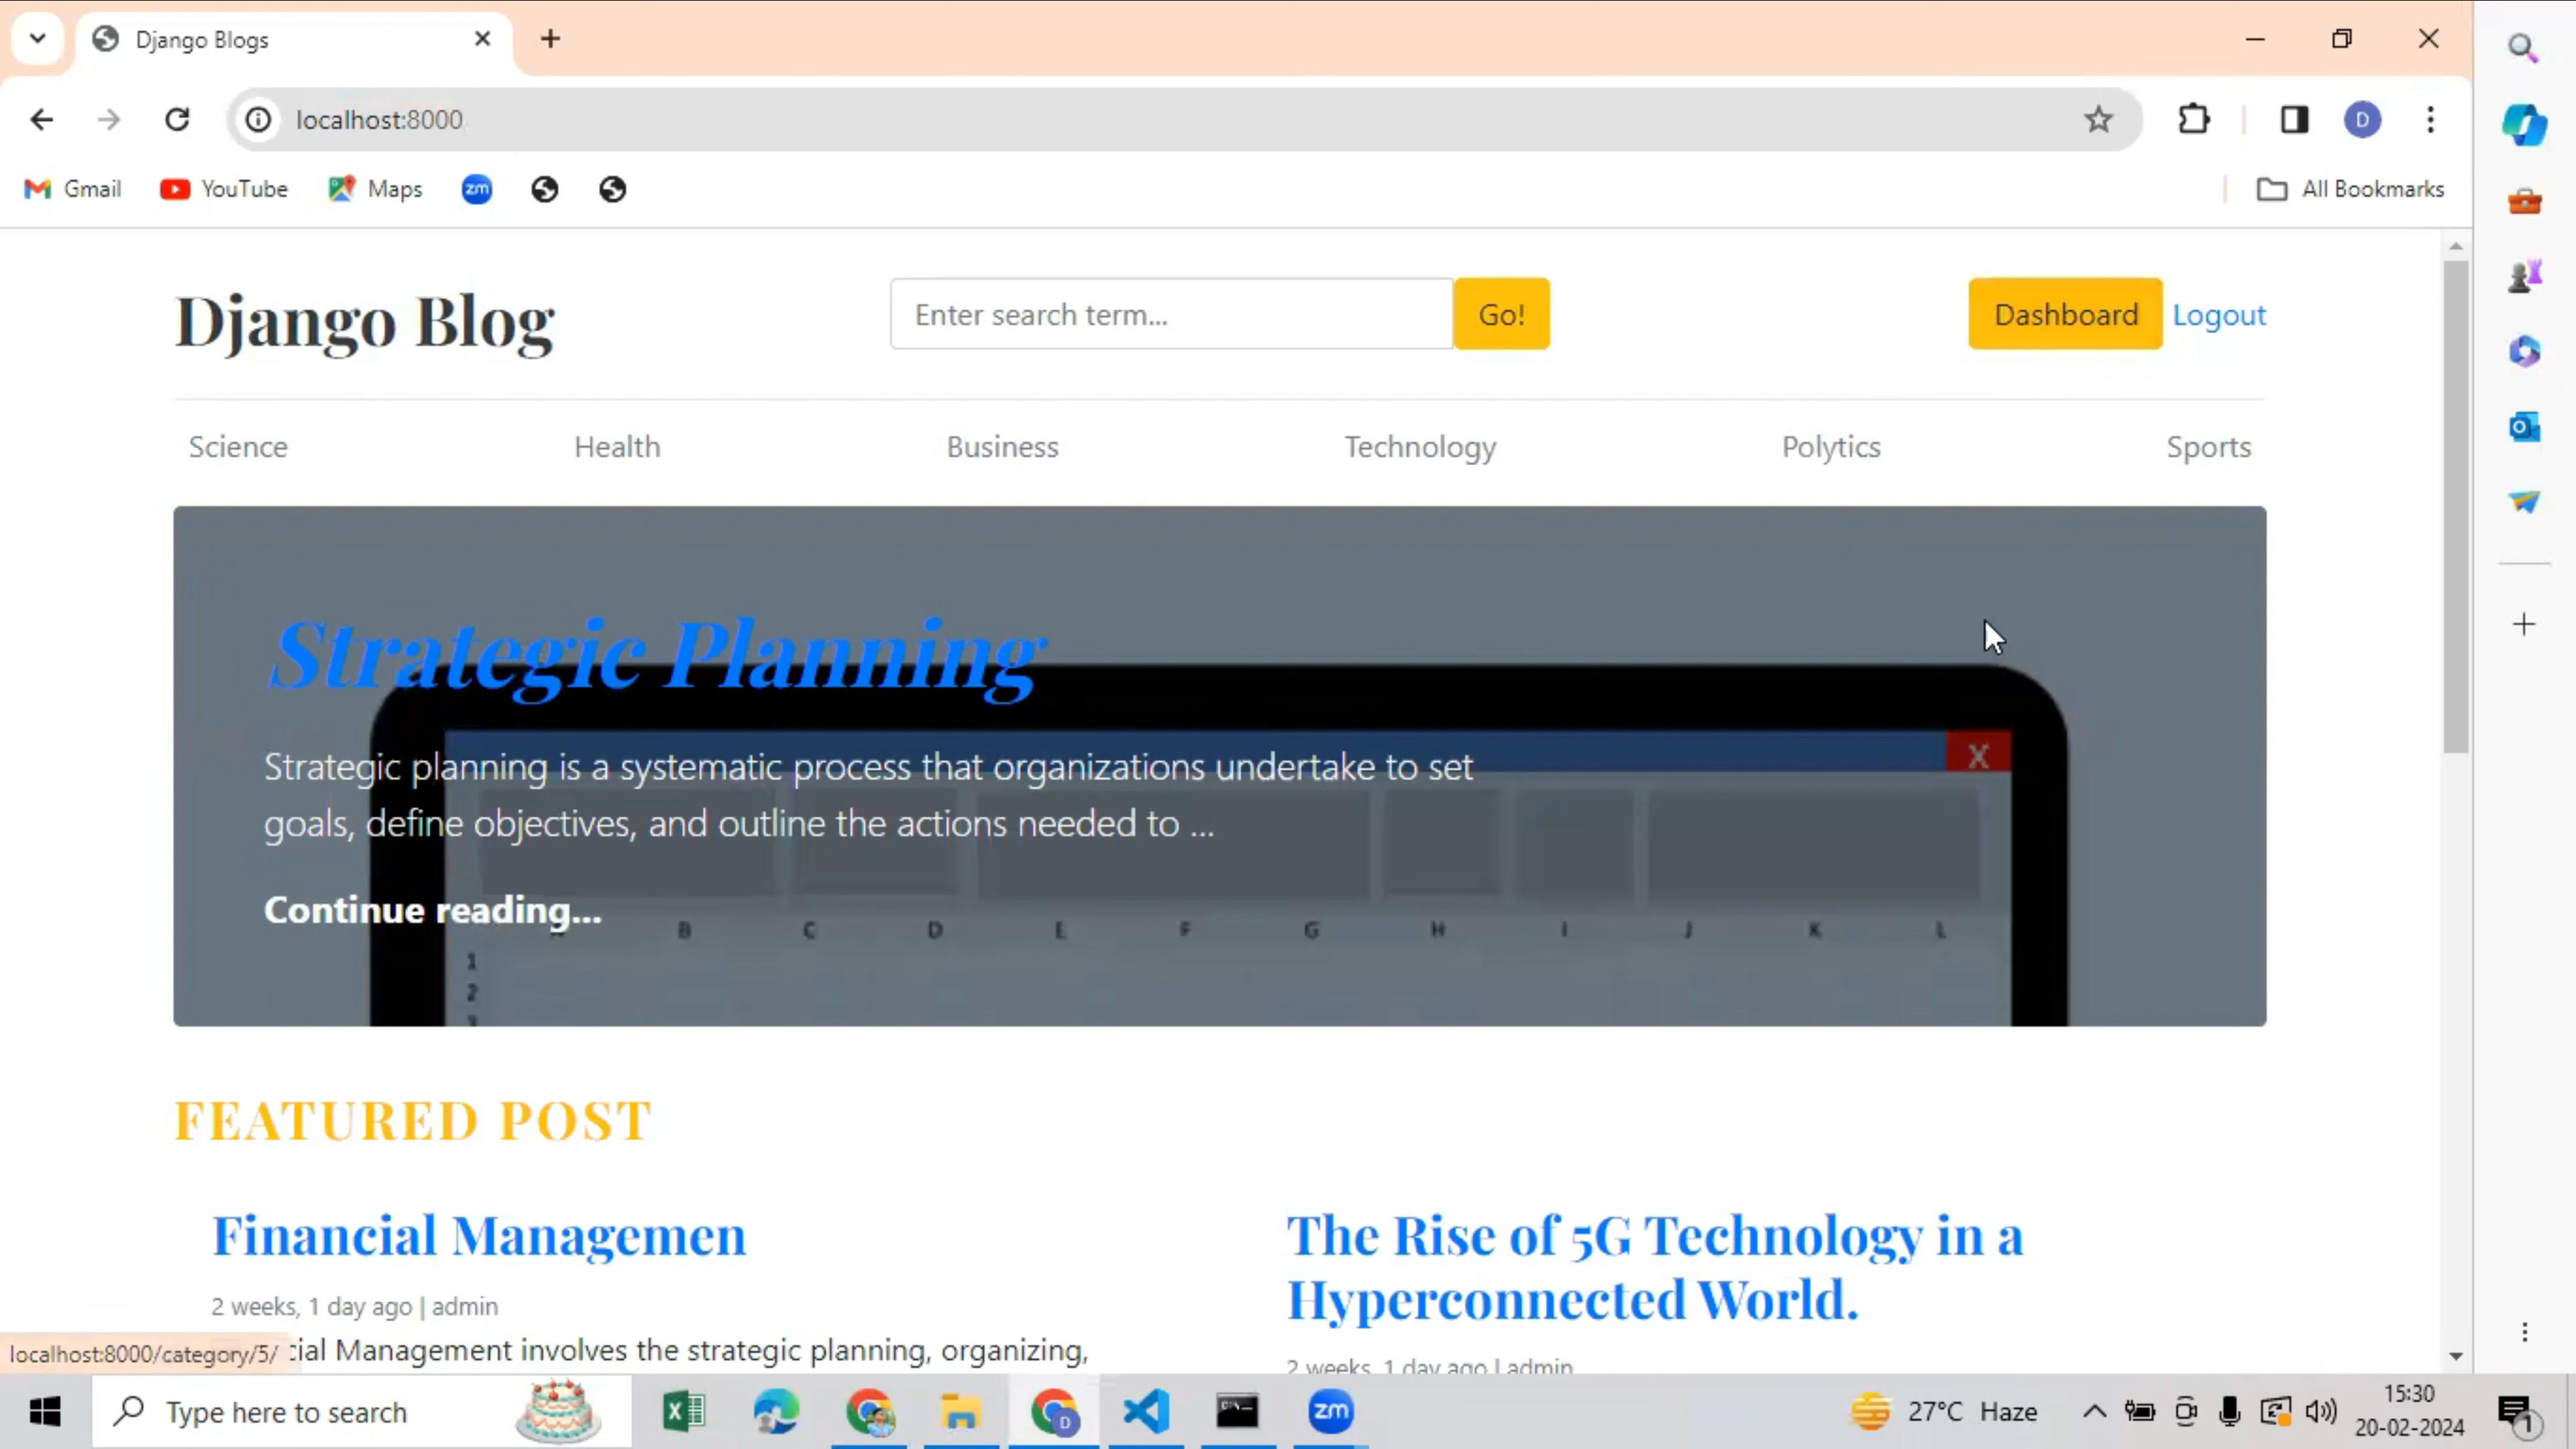 Django Blogs
localhost:8000
Gmail YouTube Maps zm All Bookmarks
Django Blog
Enter search term...
Go!
Dashboard Logout
Science Health Business Technology Polytics Sports
Strategic Planning
X
Strategic planning is a systematic process that organizations undertake to set
goals, define objectives, and outline the actions needed to ...
Continue reading...
B C D E F G H I J K L
1
2
FEATURED POST
Financial Managemen
2 weeks, 1 day ago | admin
cial Management involves the strategic planning, organizing,
The Rise of 5G Technology in a
Hyperconnected World.
2 weeks, 1 day ago | admin
localhost:8000/category/5/
Type here to search
zm
27°C Haze
15:30
20-02-2024
1